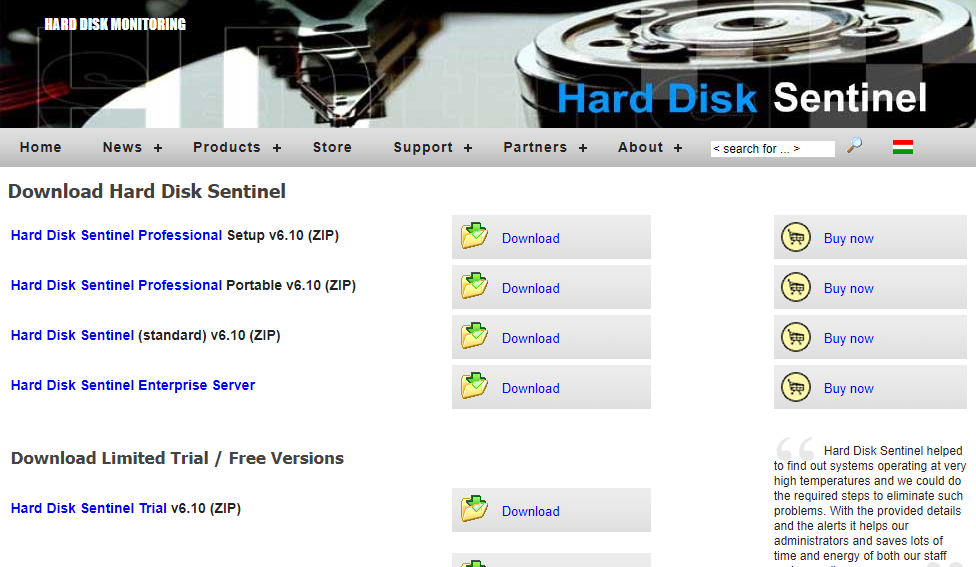 HARD DISK MONITORING
Hard Disk Sentinel
Home News + Products + Store Support + Partners + About + < search for ... >
Download Hard Disk Sentinel
Hard Disk Sentinel Professional Setup v6.10 (ZIP) Download Buy now
Hard Disk Sentinel Professional Portable v6.10 (ZIP) Download Buy now
Hard Disk Sentinel (standard) v6.10 (ZIP) Download Buy now
Hard Disk Sentinel Enterprise Server Download Buy now
Download Limited Trial / Free Versions
Hard Disk Sentinel Trial v6.10 (ZIP) Download
“ Hard Disk Sentinel helped
to find out systems operating at very
high temperatures and we could do
the required steps to eliminate such
problems. With the provided details
and the alerts it helps our
administrators and saves lots of
time and energy of both our staff